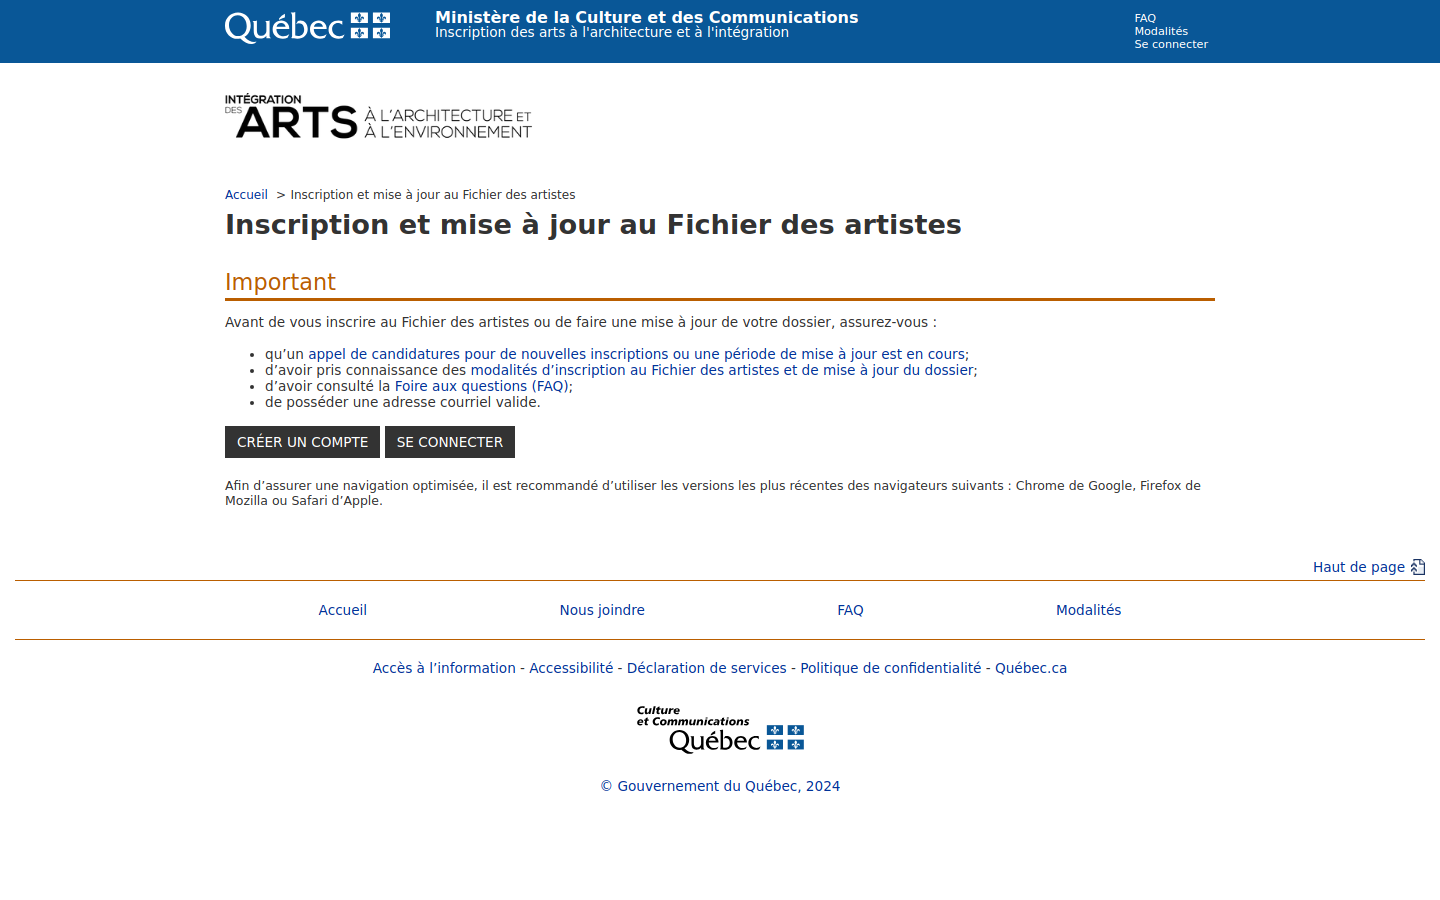 Québec
Ministère de la Culture et des Communications
Inscription des arts à l'architecture et à l'intégration
FAQ
Modalités
Se connecter
INTÉGRATION
DES ARTS À L'ARCHITECTURE ET
À L'ENVIRONNEMENT
Accueil > Inscription et mise à jour au Fichier des artistes
Inscription et mise à jour au Fichier des artistes
Important
Avant de vous inscrire au Fichier des artistes ou de faire une mise à jour de votre dossier, assurez-vous :
• qu’un appel de candidatures pour de nouvelles inscriptions ou une période de mise à jour est en cours;
• d’avoir pris connaissance des modalités d’inscription au Fichier des artistes et de mise à jour du dossier;
• d’avoir consulté la Foire aux questions (FAQ);
• de posséder une adresse courriel valide.
CRÉER UN COMPTE SE CONNECTER
Afin d’assurer une navigation optimisée, il est recommandé d’utiliser les versions les plus récentes des navigateurs suivants : Chrome de Google, Firefox de
Mozilla ou Safari d’Apple.
Haut de page
Accueil Nous joindre FAQ Modalités
Accès à l’information - Accessibilité - Déclaration de services - Politique de confidentialité - Québec.ca
Culture
et Communications
Québec
© Gouvernement du Québec, 2024